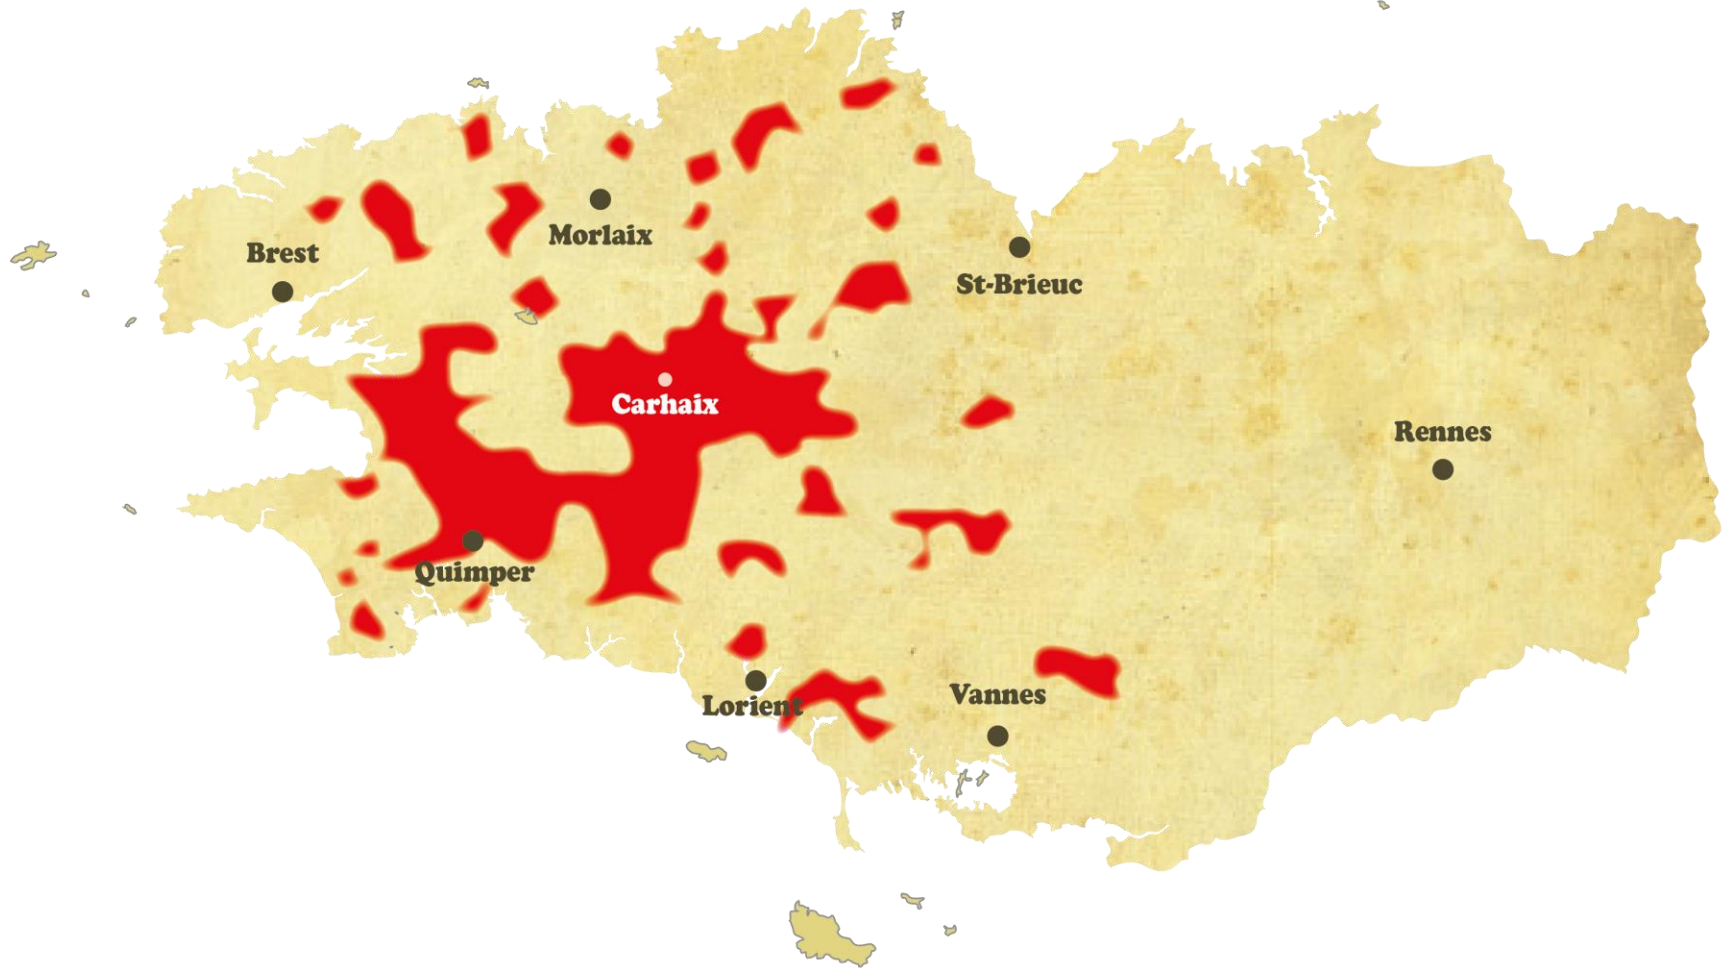 Morlaix
Brest
St-Brieuc
Carhaix
Rennes
Quimper
Vannes
Lorient